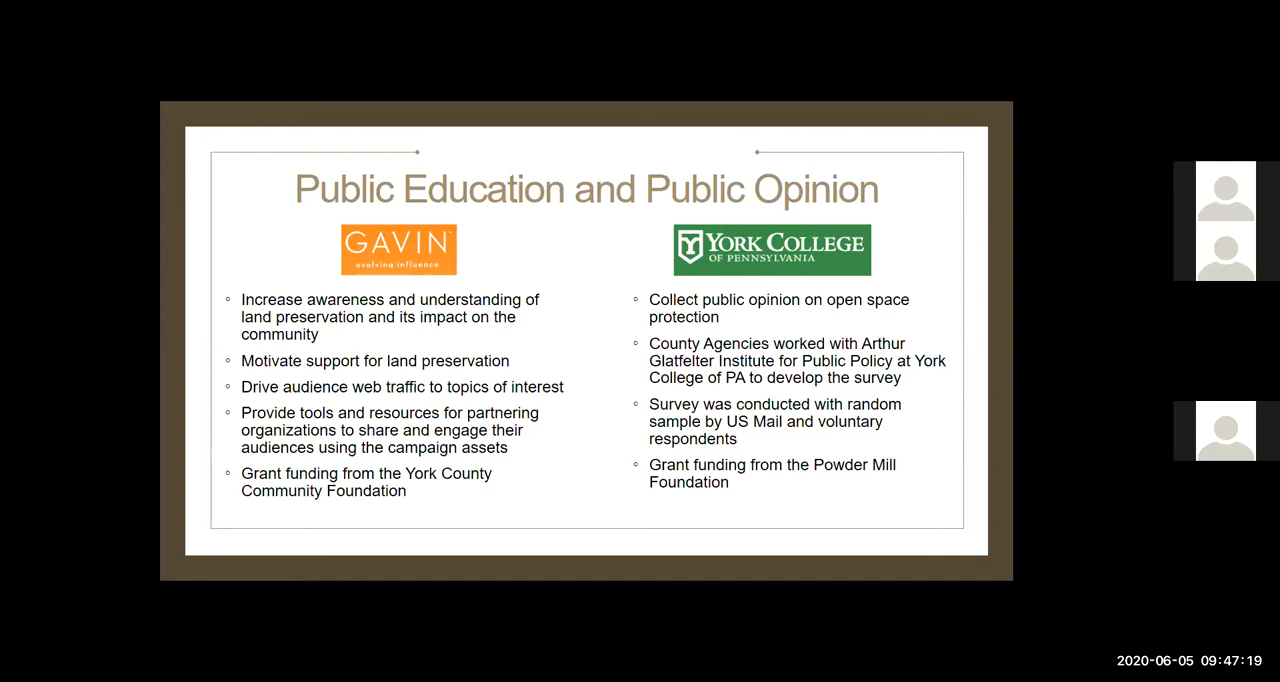 Public Education and Public Opinion
GAVIN™
evolving influence
Increase awareness and understanding of
land preservation and its impact on the
community
Motivate support for land preservation
Drive audience web traffic to topics of interest
Provide tools and resources for partnering
organizations to share and engage their
audiences using the campaign assets
Grant funding from the York County
Community Foundation
YORK COLLEGE
OF PENNSYLVANIA
Collect public opinion on open space
protection
County Agencies worked with Arthur
Glatfelter Institute for Public Policy at York
College of PA to develop the survey
Survey was conducted with random
sample by US Mail and voluntary
respondents
Grant funding from the Powder Mill
Foundation
2020-06-05 09:47:19